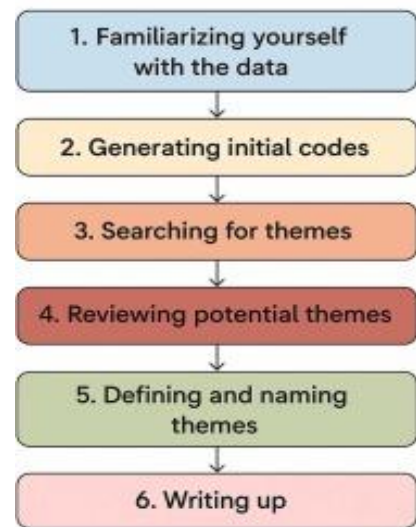 1. Familiarizing yourself
with the data
2. Generating initial codes
3. Searching for themes
4. Reviewing potential themes
5. Defining and naming
themes
6. Writing up